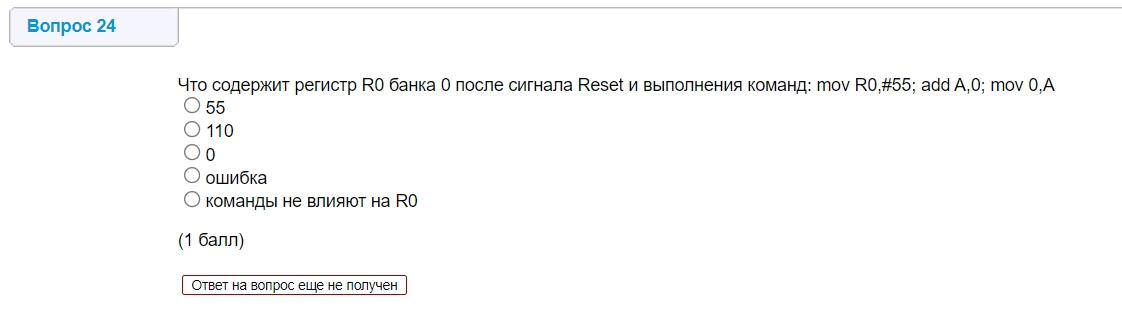 Вопрос 24
Что содержит регистр R0 банка 0 после сигнала Reset и выполнения команд: mov R0,#55; add A,0; mov 0,A
55
110
0
ошибка
команды не влияют на R0
(1 балл)
Ответ на вопрос еще не получен